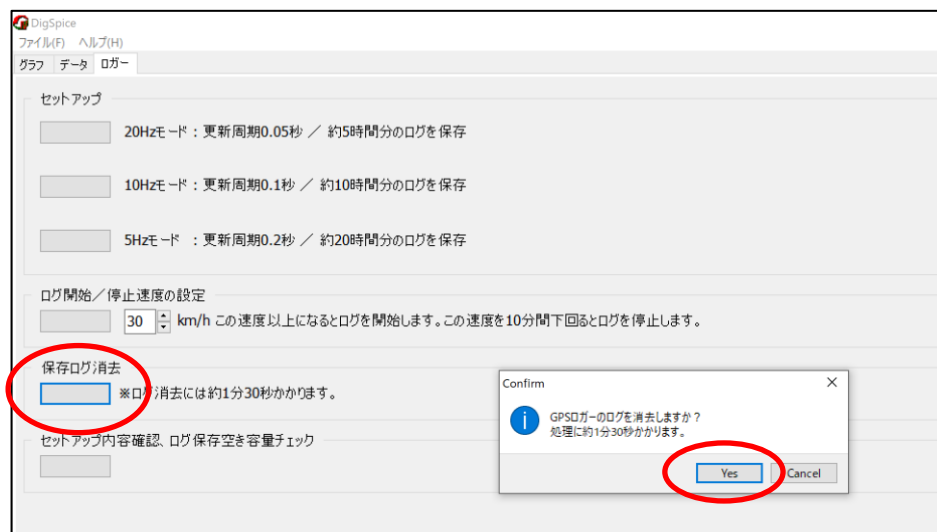 DigSpice
ファイル(F) ヘルプ(H)
グラフ データ ロガー
セットアップ
20Hzモード：更新周期0.05秒 ／ 約5時間分のログを保存
10Hzモード：更新周期0.1秒 ／ 約10時間分のログを保存
5Hzモード ：更新周期0.2秒 ／ 約20時間分のログを保存
ログ開始／停止速度の設定
30 km/h この速度以上になるとログを開始します。この速度を10分間下回るとログを停止します。
保存ログ消去
※ログ消去には約1分30秒かかります。
セットアップ内容確認、ログ保存空き容量チェック
Confirm
GPSロガーのログを消去しますか？
処理に約1分30秒かかります。
Yes Cancel